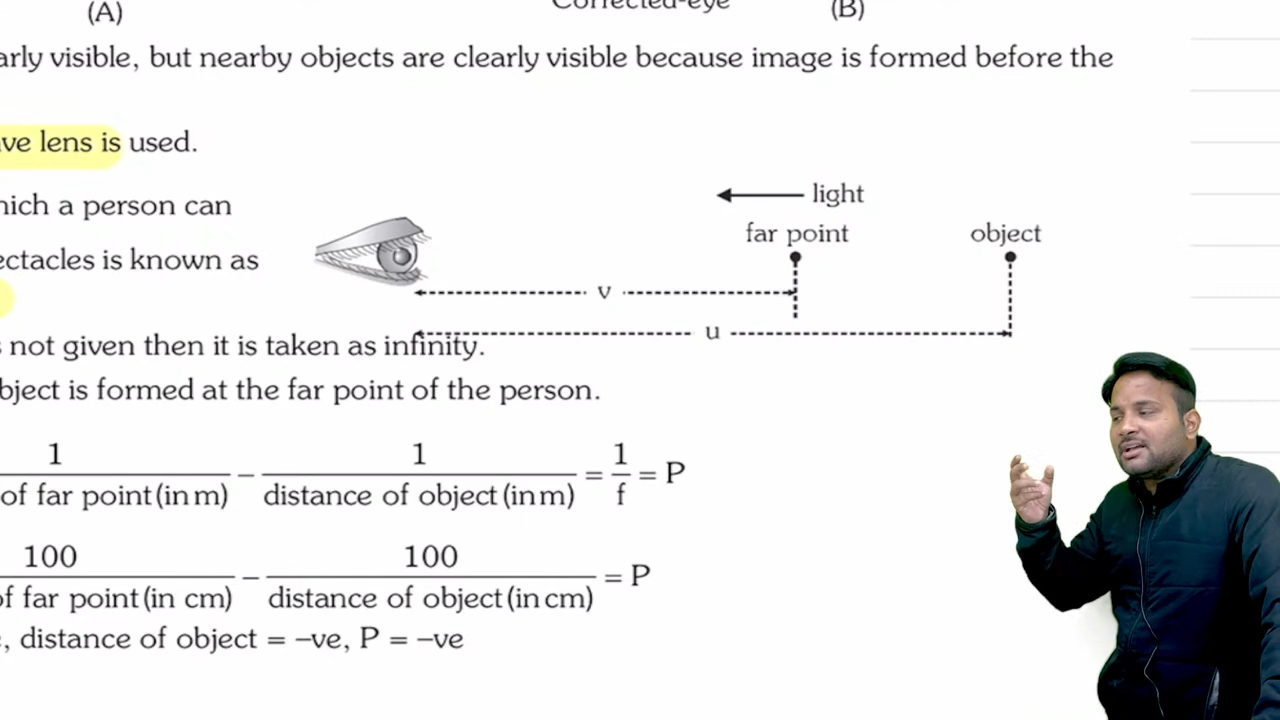 Corrected-eye
(A) (B)
arly visible, but nearby objects are clearly visible because image is formed before the
ve lens is used.
hich a person can
light
far point object
ectacles is known as
v
u
s not given then it is taken as infinity.
bject is formed at the far point of the person.
1 / of far point (in m) − 1 / distance of object (in m) = 1 / f = P
100 / of far point (in cm) − 100 / distance of object (in cm) = P
, distance of object = –ve, P = –ve